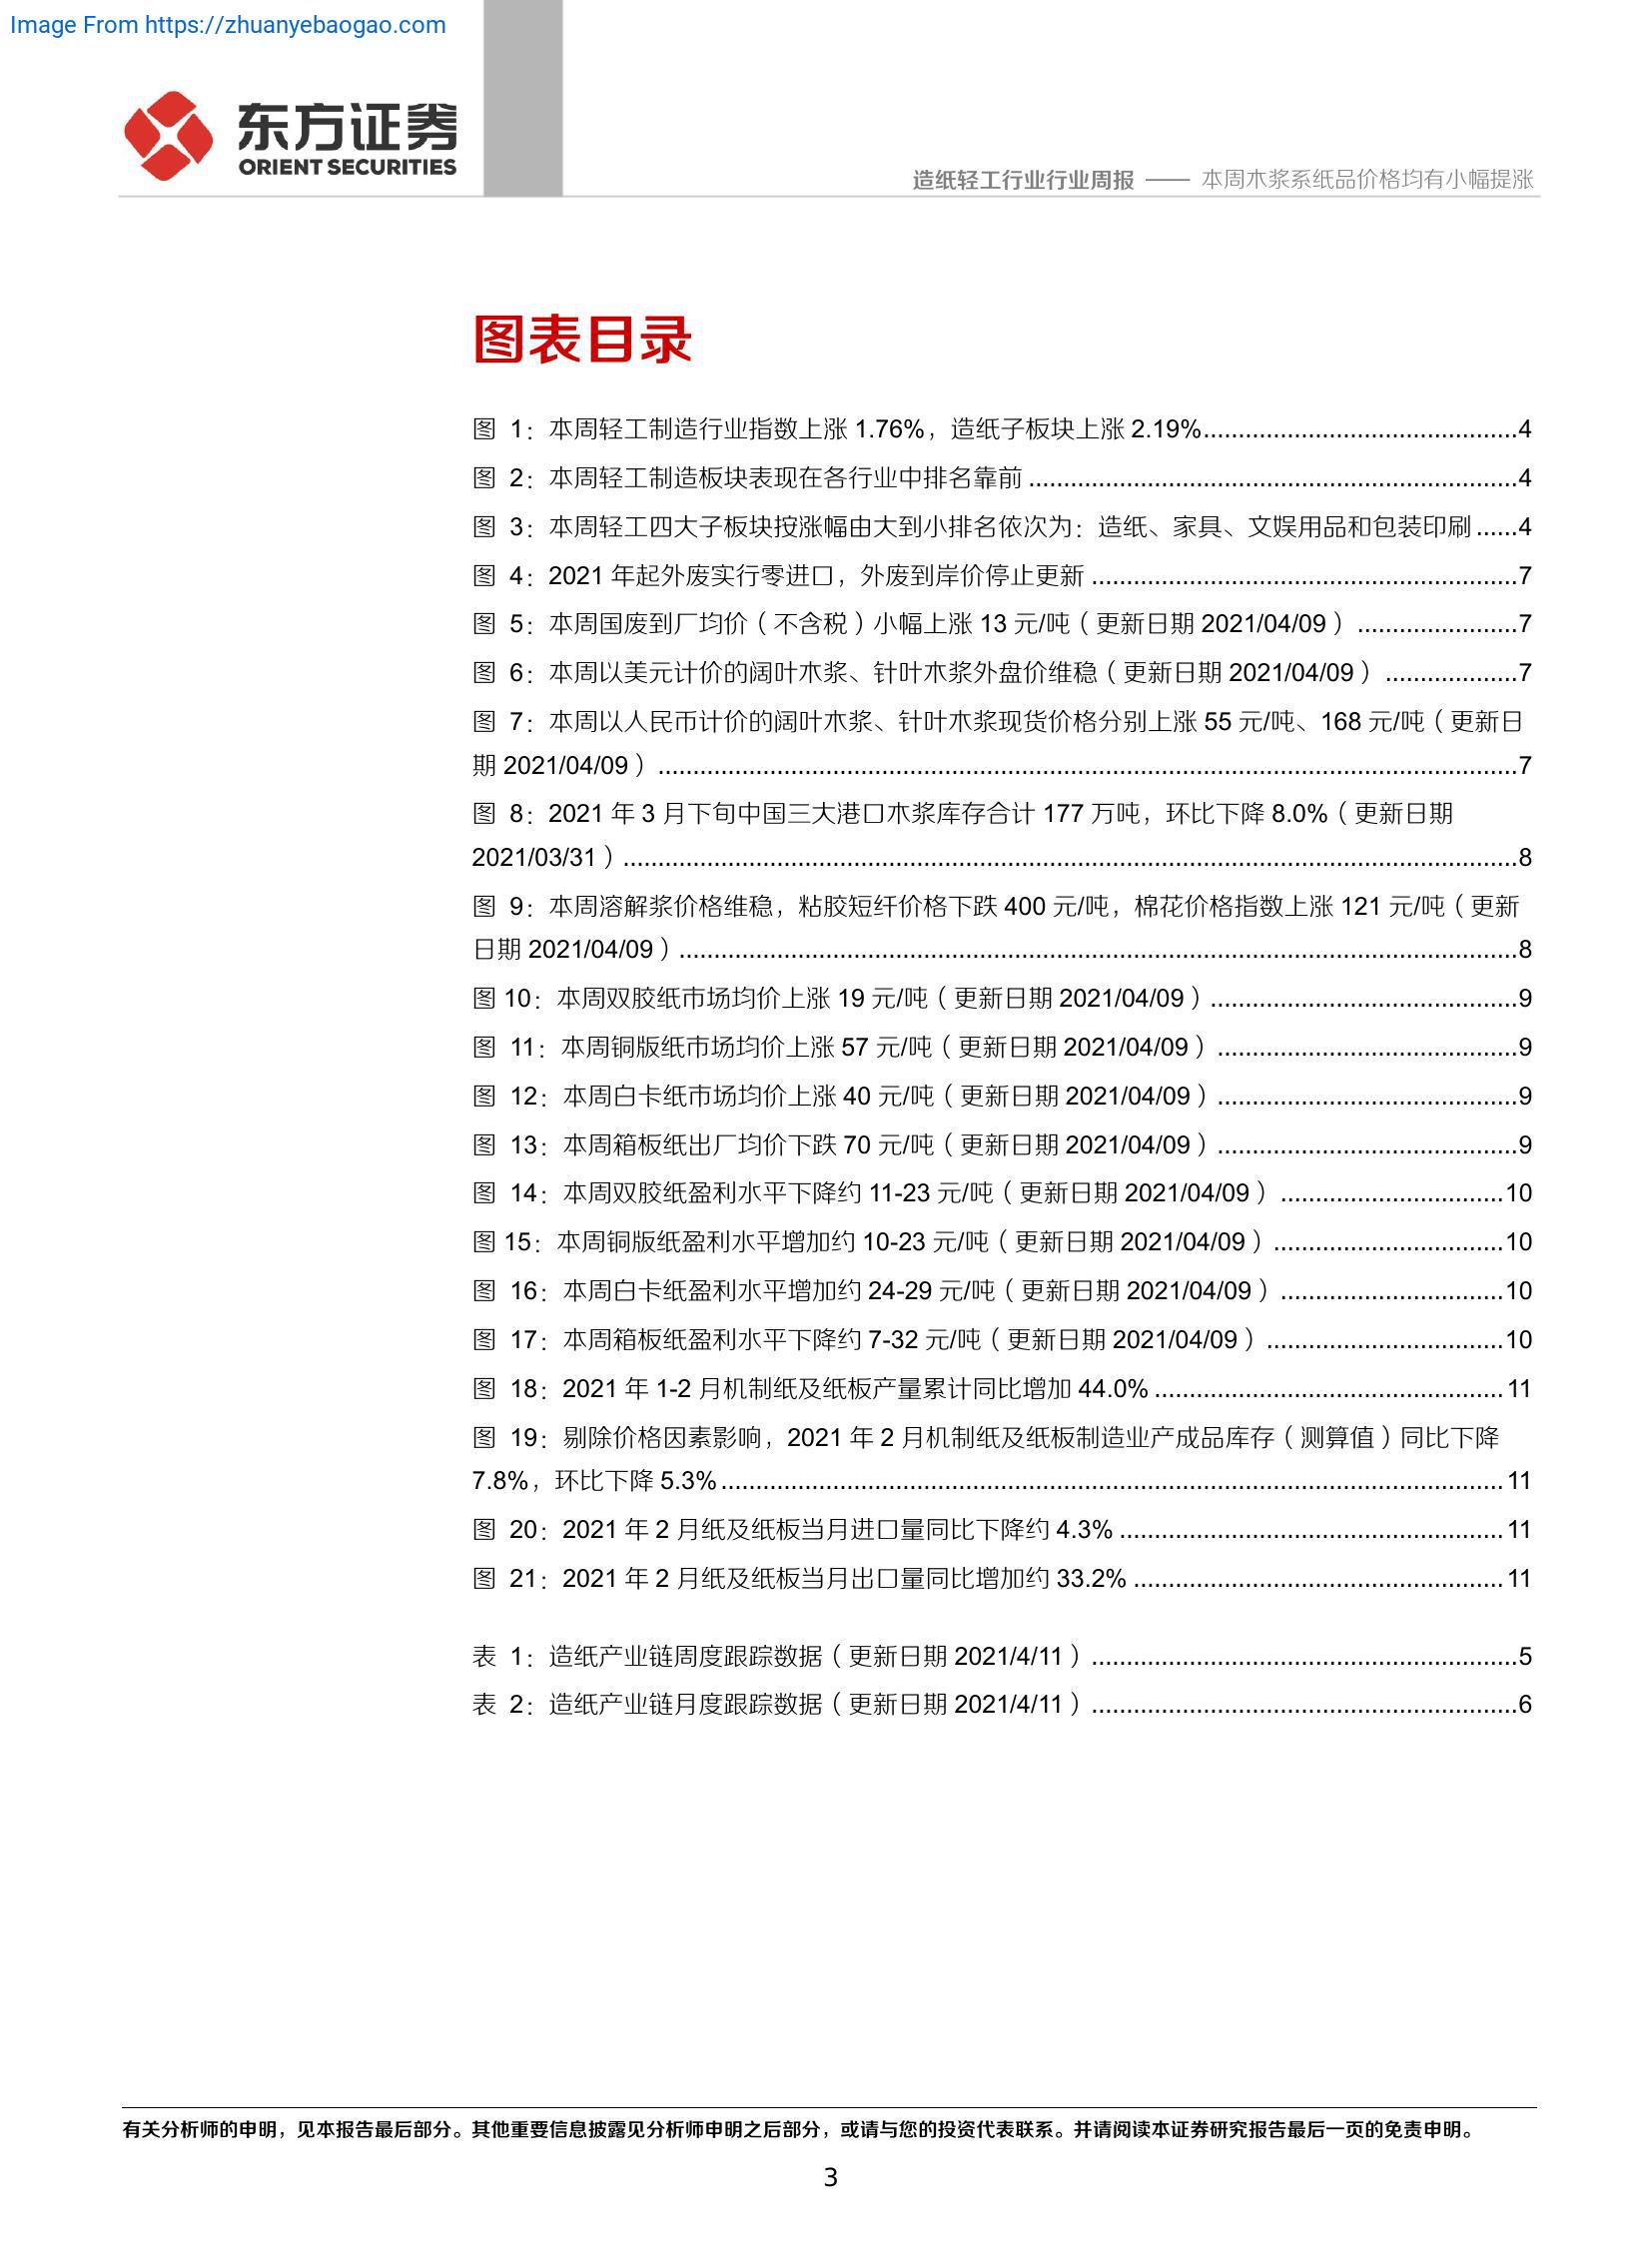 Image From https://zhuanyebaogao.com
东方证券
ORIENT SECURITIES
造纸轻工行业行业周报 —— 本周木浆系纸品价格均有小幅提涨
图表目录
图 1：本周轻工制造行业指数上涨 1.76%，造纸子板块上涨 2.19%.............................................4
图 2：本周轻工制造板块表现在各行业中排名靠前 ......................................................................4
图 3：本周轻工四大子板块按涨幅由大到小排名依次为：造纸、家具、文娱用品和包装印刷 ......4
图 4：2021 年起外废实行零进口，外废到岸价停止更新 .............................................................7
图 5：本周国废到厂均价（不含税）小幅上涨 13 元/吨（更新日期 2021/04/09） .......................7
图 6：本周以美元计价的阔叶木浆、针叶木浆外盘价维稳（更新日期 2021/04/09） ...................7
图 7：本周以人民币计价的阔叶木浆、针叶木浆现货价格分别上涨 55 元/吨、168 元/吨（更新日
期 2021/04/09） ...........................................................................................................................7
图 8：2021 年 3 月下旬中国三大港口木浆库存合计 177 万吨，环比下降 8.0%（更新日期
2021/03/31）................................................................................................................................8
图 9：本周溶解浆价格维稳，粘胶短纤价格下跌 400 元/吨，棉花价格指数上涨 121 元/吨（更新
日期 2021/04/09）........................................................................................................................8
图 10：本周双胶纸市场均价上涨 19 元/吨（更新日期 2021/04/09）............................................9
图 11：本周铜版纸市场均价上涨 57 元/吨（更新日期 2021/04/09） ...........................................9
图 12：本周白卡纸市场均价上涨 40 元/吨（更新日期 2021/04/09） ...........................................9
图 13：本周箱板纸出厂均价下跌 70 元/吨（更新日期 2021/04/09） ...........................................9
图 14：本周双胶纸盈利水平下降约 11-23 元/吨（更新日期 2021/04/09） ................................10
图 15：本周铜版纸盈利水平增加约 10-23 元/吨（更新日期 2021/04/09） .................................10
图 16：本周白卡纸盈利水平增加约 24-29 元/吨（更新日期 2021/04/09） ................................10
图 17：本周箱板纸盈利水平下降约 7-32 元/吨（更新日期 2021/04/09） ..................................10
图 18：2021 年 1-2 月机制纸及纸板产量累计同比增加 44.0% ..................................................11
图 19：剔除价格因素影响，2021 年 2 月机制纸及纸板制造业产成品库存（测算值）同比下降
7.8%，环比下降 5.3%................................................................................................................11
图 20：2021 年 2 月纸及纸板当月进口量同比下降约 4.3% .......................................................11
图 21：2021 年 2 月纸及纸板当月出口量同比增加约 33.2% .....................................................11
表 1：造纸产业链周度跟踪数据（更新日期 2021/4/11）.............................................................5
表 2：造纸产业链月度跟踪数据（更新日期 2021/4/11）.............................................................6
有关分析师的申明，见本报告最后部分。其他重要信息披露见分析师申明之后部分，或请与您的投资代表联系。并请阅读本证券研究报告最后一页的免责申明。
3